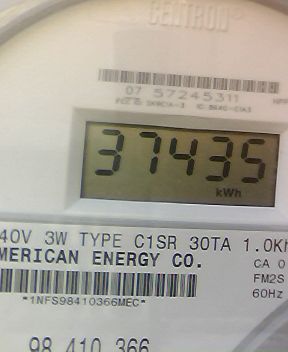 CENTRON®
07 57245311
37435
kWh
40V 3W TYPE C1SR 30TA 1.0Kh
MERICAN ENERGY CO.
CA 0
FM2S
*1NFS98410366MEC*
60Hz
98 410 366